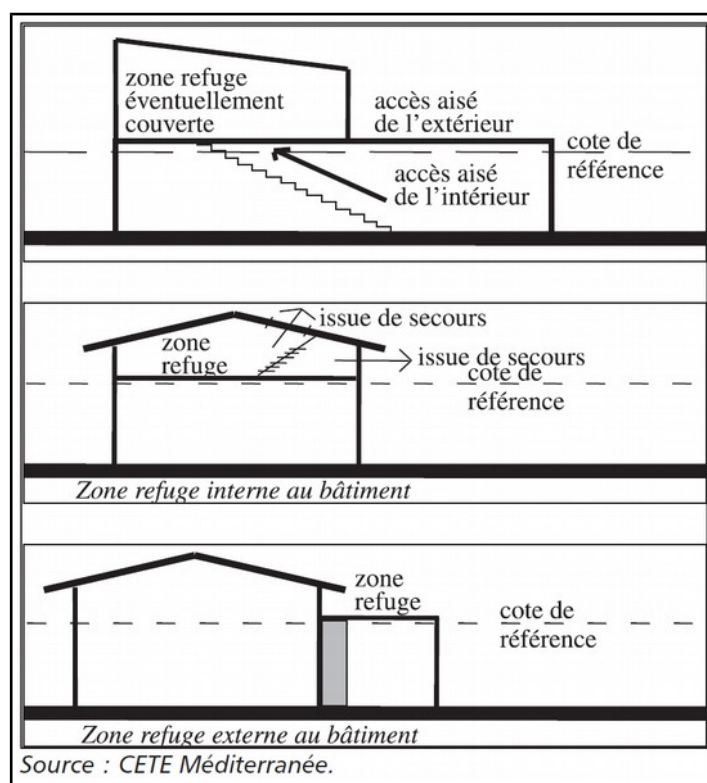 zone refuge
éventuellement
couverte
accès aisé
de l'extérieur
cote de
référence
accès aisé
de l'intérieur
issue de secours
zone
refuge
issue de secours
cote de
référence
Zone refuge interne au bâtiment
zone
refuge
cote de
référence
Zone refuge externe au bâtiment
Source : CETE Méditerranée.